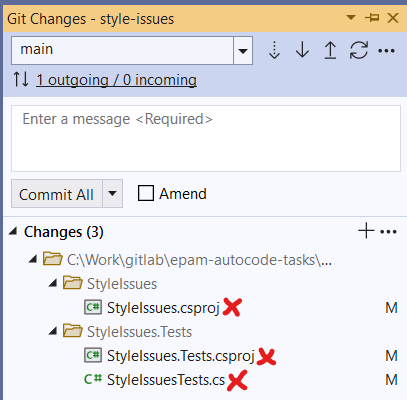 Git Changes - style-issues
main
1 outgoing / 0 incoming
Enter a message <Required>
Commit All Amend
Changes (3)
C:\Work\gitlab\epam-autocode-tasks\...
StyleIssues
StyleIssues.csproj M
StyleIssues.Tests
StyleIssues.Tests.csproj M
C# StyleIssuesTests.cs M